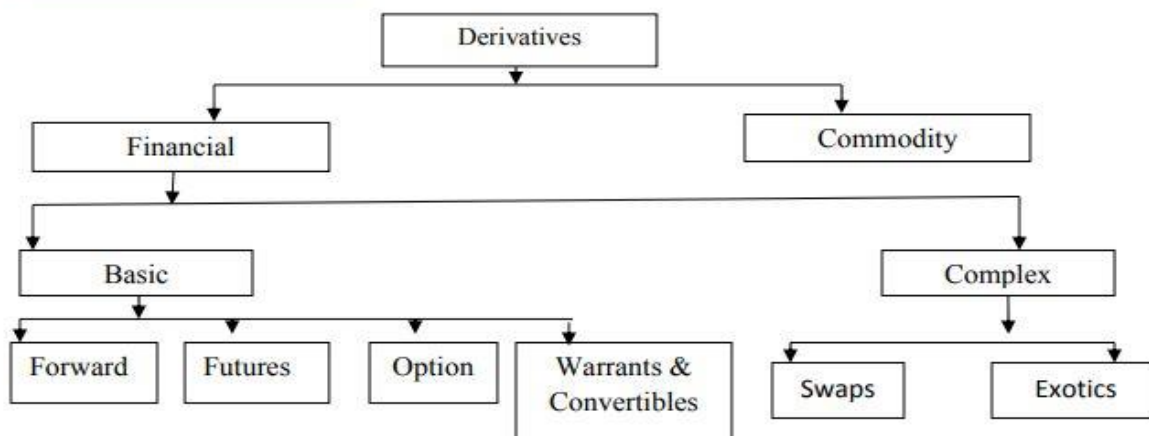 Derivatives
Financial
Commodity
Basic
Complex
Forward
Futures
Option
Warrants &
Convertibles
Swaps
Exotics